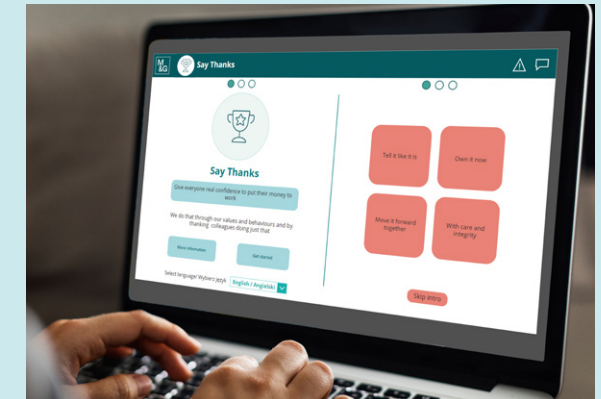 M
&G
Say Thanks
Say Thanks
Give everyone real confidence to put their money to
work
We do that through our values and behaviours and by
thanking colleagues doing just that
More information
Get started
Select language/ Wybierz język
English / Angielski
Tell it like it is
Own it now
Move it forward
together
With care and
integrity
Skip intro